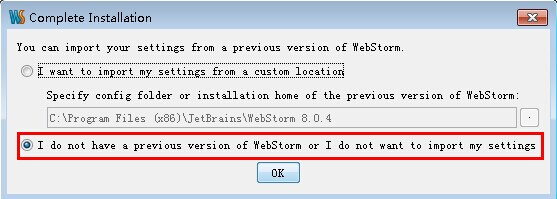 Complete Installation
You can import your settings from a previous version of WebStorm.
I want to import my settings from a custom location
Specify config folder or installation home of the previous version of WebStorm:
C:\Program Files (x86)\JetBrains\WebStorm 8.0.4
I do not have a previous version of WebStorm or I do not want to import my settings
OK